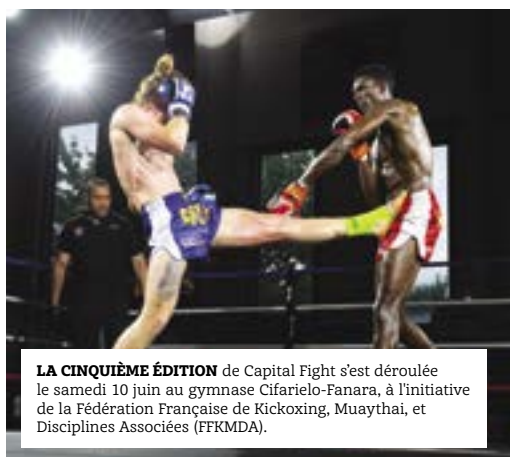 LA CINQUIÈME ÉDITION de Capital Fight s'est déroulée
le samedi 10 juin au gymnase Cifarielo-Fanara, à l'initiative
de la Fédération Française de Kickoxing, Muaythai, et
Disciplines Associées (FFKMDA).